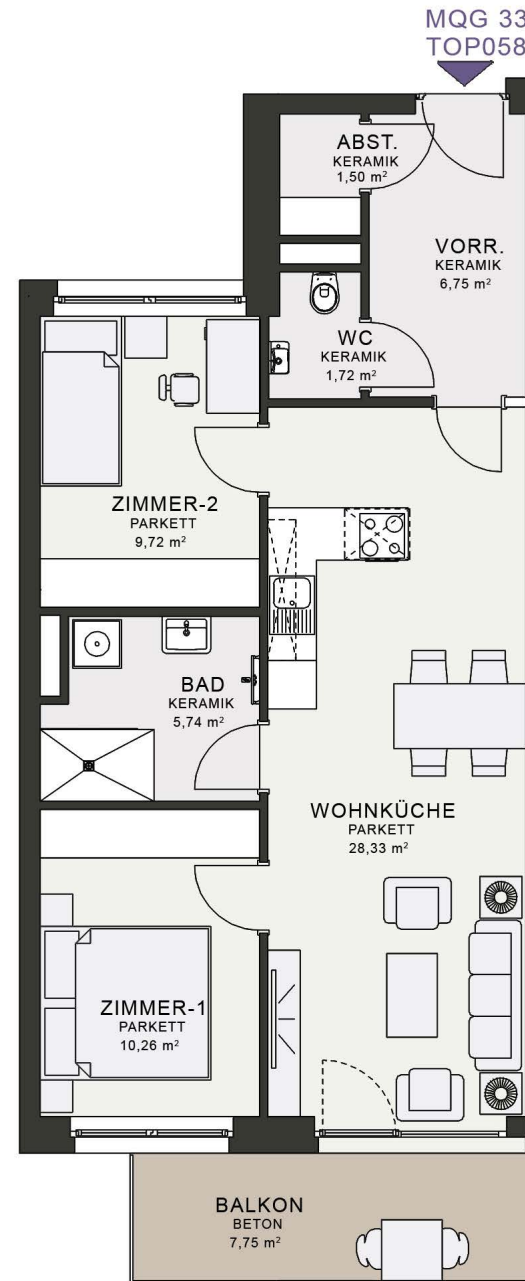 MQG 33
TOP058
ABST.
KERAMIK
1,50 m²
VORR.
KERAMIK
6,75 m²
WC
KERAMIK
1,72 m²
ZIMMER-2
PARKETT
9,72 m²
BAD
KERAMIK
5,74 m²
WOHNKÜCHE
PARKETT
28,33 m²
ZIMMER-1
PARKETT
10,26 m²
BALKON
BETON
7,75 m²